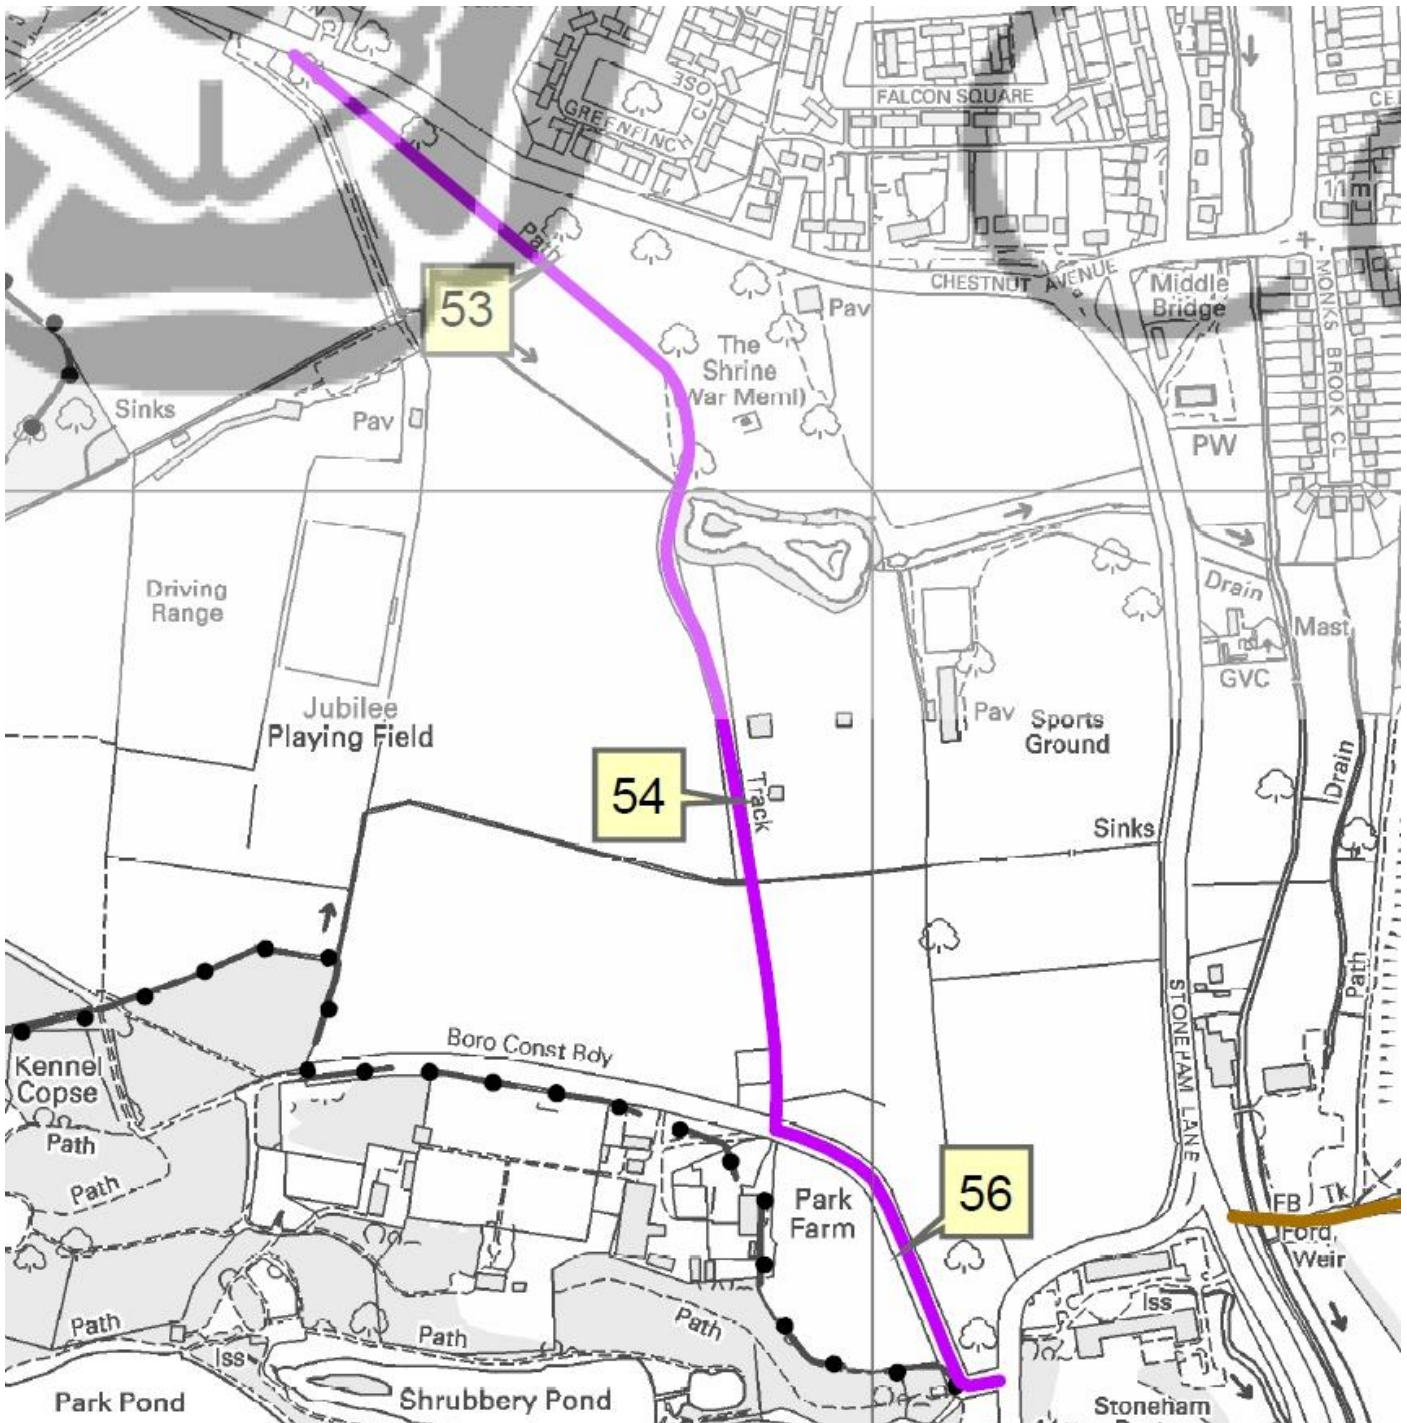 CLOSE
GREENFINCH
FALCON SQUARE
11m
Path
53
CHESTNUT AVENUE
Middle
Bridge
MONKS BROOK CL
Pav
The
Shrine
(War Meml)
Sinks
Pav
PW
Driving
Range
Drain
Mast
GVC
Jubilee
Playing Field
Pav
Sports
Ground
54
Track
Drain
Sinks
Path
STONEHAM LANE
Boro Const Bdy
Kennel
Copse
Path
Path
56
Park
Farm
FB
Tk
Ford
Weir
Path
Path
Path
Iss
Iss
Park Pond
Shrubbery Pond
Stoneham